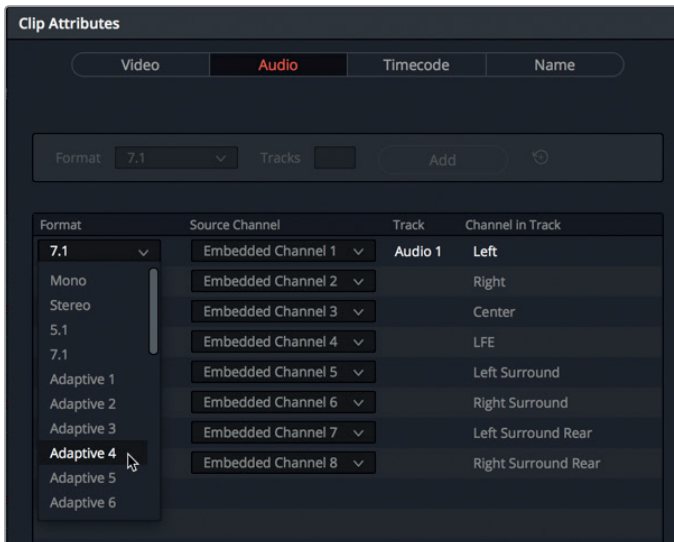 Clip Attributes
Video Audio Timecode Name
Format 7.1 Tracks Add
Format Source Channel Track Channel in Track
7.1 Embedded Channel 1 Audio 1 Left
Mono Embedded Channel 2 Right
Stereo Embedded Channel 3 Center
5.1 Embedded Channel 4 LFE
7.1 Embedded Channel 5 Left Surround
Adaptive 1 Embedded Channel 6 Right Surround
Adaptive 2 Embedded Channel 7 Left Surround Rear
Adaptive 3 Embedded Channel 8 Right Surround Rear
Adaptive 4
Adaptive 5
Adaptive 6